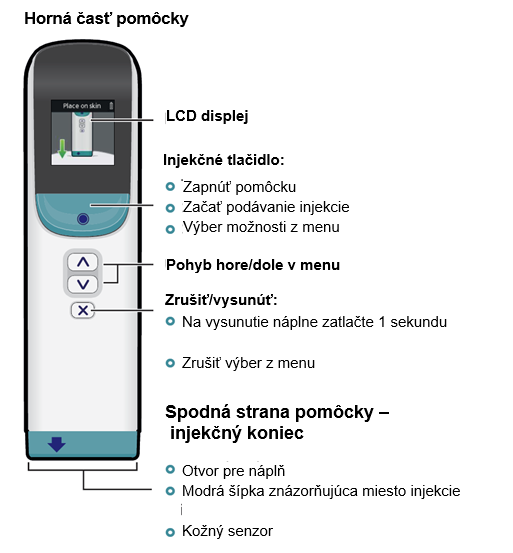 Horná časť pomôcky
Place on skin
LCD displej
Injekčné tlačidlo:
Zapnúť pomôcku
Začať podávanie injekcie
Výber možnosti z menu
Pohyb hore/dole v menu
Zrušiť/vysunúť:
Na vysunutie náplne zatlačte 1 sekundu
Zrušiť výber z menu
Spodná strana pomôcky –
injekčný koniec
Otvor pre náplň
Modrá šípka znázorňujúca miesto injekcie
Kožný senzor